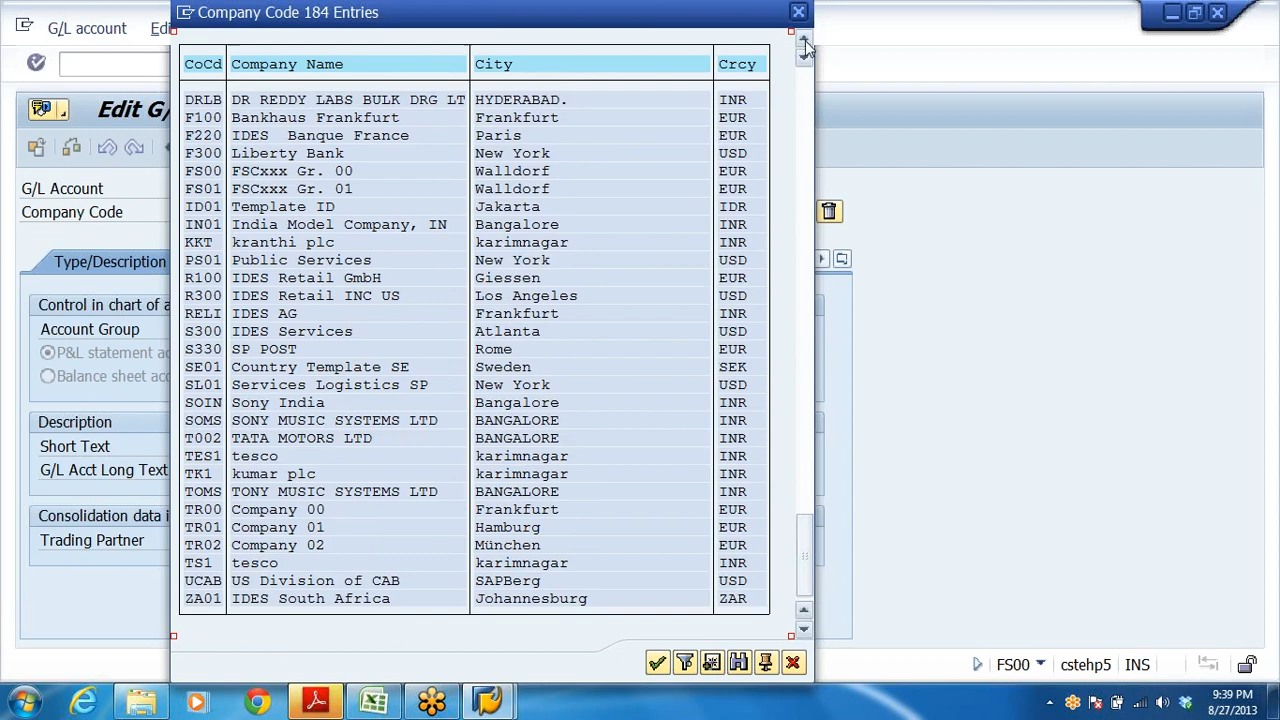 Company Code 184 Entries
G/L account Edi
Edit G/
G/L Account
Company Code
Type/Description
Control in chart of a
Account Group
P&L statement ac
Balance sheet acc
Description
Short Text
G/L Acct Long Text
Consolidation data i
Trading Partner
CoCd Company Name City Crcy
DRLB DR REDDY LABS BULK DRG LT HYDERABAD. INR
F100 Bankhaus Frankfurt Frankfurt EUR
F220 IDES Banque France Paris EUR
F300 Liberty Bank New York USD
FS00 FSCxxx Gr. 00 Walldorf EUR
FS01 FSCxxx Gr. 01 Walldorf EUR
ID01 Template ID Jakarta IDR
IN01 India Model Company, IN Bangalore INR
KKT kranthi plc karimnagar INR
PS01 Public Services New York USD
R100 IDES Retail GmbH Giessen EUR
R300 IDES Retail INC US Los Angeles USD
RELI IDES AG Frankfurt INR
S300 IDES Services Atlanta USD
S330 SP POST Rome EUR
SE01 Country Template SE Sweden SEK
SL01 Services Logistics SP New York USD
SOIN Sony India Bangalore INR
SOMS SONY MUSIC SYSTEMS LTD BANGALORE INR
T002 TATA MOTORS LTD BANGALORE INR
TES1 tesco karimnagar INR
TK1 kumar plc karimnagar INR
TOMS TONY MUSIC SYSTEMS LTD BANGALORE INR
TR00 Company 00 Frankfurt EUR
TR01 Company 01 Hamburg EUR
TR02 Company 02 München EUR
TS1 tesco karimnagar INR
UCAB US Division of CAB SAPBerg USD
ZA01 IDES South Africa Johannesburg ZAR
FS00 cstehp5 INS
9:39 PM
8/27/2013